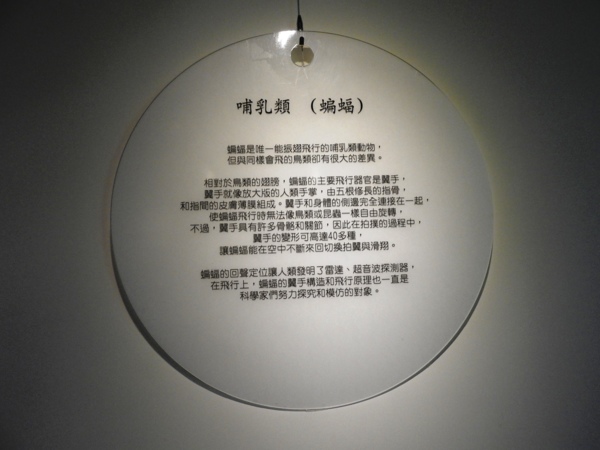 哺乳類 （蝙蝠）
蝙蝠是唯一能振翅飛行的哺乳類動物，
但與同樣會飛的鳥類卻有很大的差異。
相對於鳥類的翅膀，蝙蝠的主要飛行器官是翼手，
翼手就像放大版的人類手掌，由五根修長的指骨，
和指間的皮膚薄膜組成。翼手和身體的側邊完全連接在一起，
使蝙蝠飛行時無法像鳥類或昆蟲一樣自由旋轉，
不過，翼手具有許多骨骼和關節，因此在拍撲的過程中，
翼手的變形可高達40多種，
讓蝙蝠能在空中不斷來回切換拍翼與滑翔。
蝙蝠的回聲定位讓人類發明了雷達、超音波探測器，
在飛行上，蝙蝠的翼手構造和飛行原理也一直是
科學家們努力探究和模仿的對象。